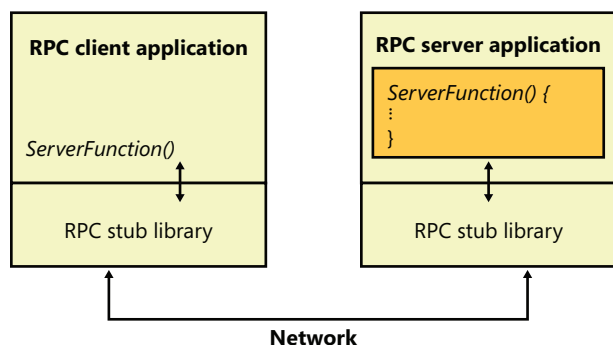 RPC client application
ServerFunction()
RPC stub library
RPC server application
ServerFunction() {
⋮
}
RPC stub library
Network